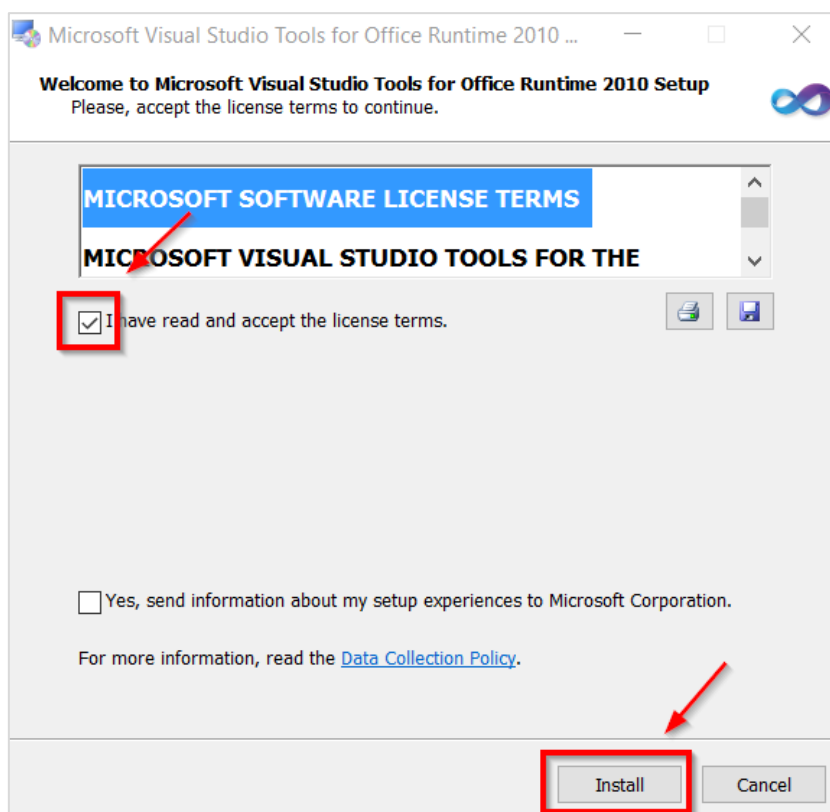 Microsoft Visual Studio Tools for Office Runtime 2010 ...
Welcome to Microsoft Visual Studio Tools for Office Runtime 2010 Setup
Please, accept the license terms to continue.
MICROSOFT SOFTWARE LICENSE TERMS
MICROSOFT VISUAL STUDIO TOOLS FOR THE
I have read and accept the license terms.
Yes, send information about my setup experiences to Microsoft Corporation.
For more information, read the Data Collection Policy.
Install
Cancel